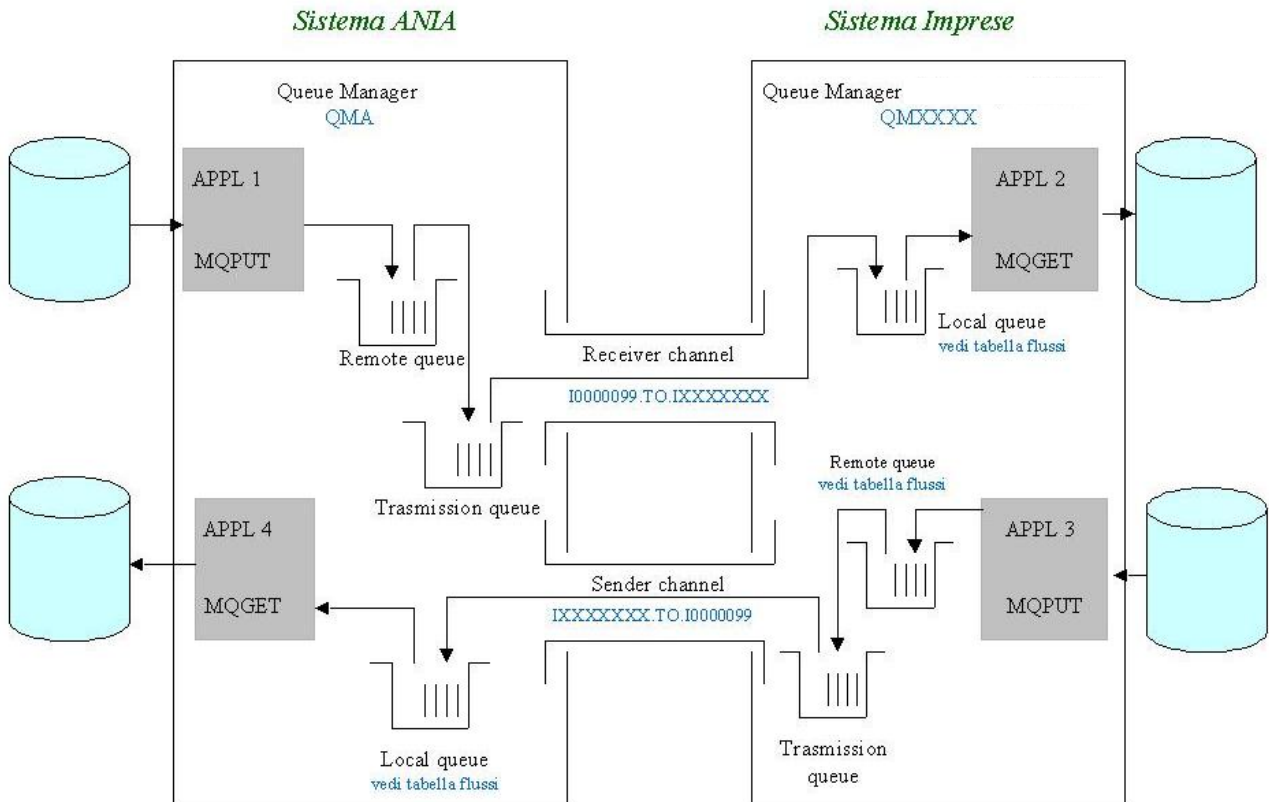 Sistema ANIA
Sistema Imprese
Queue Manager
QMA
Queue Manager
QMXXXX
APPL 1
MQPUT
APPL 2
MQGET
Remote queue
Receiver channel
Local queue
vedi tabella flussi
I0000099.TO.IXXXXXXX
Trasmission queue
Remote queue
vedi tabella flussi
APPL 4
MQGET
APPL 3
MQPUT
Sender channel
IXXXXXXX.TO.I0000099
Local queue
vedi tabella flussi
Trasmission
queue